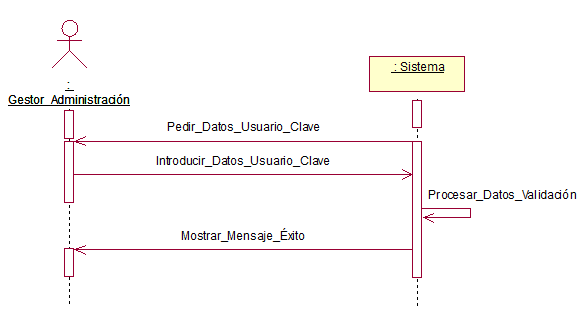 : Sistema
:
Gestor_Administración
Pedir_Datos_Usuario_Clave
Introducir_Datos_Usuario_Clave
Procesar_Datos_Validación
Mostrar_Mensaje_Éxito